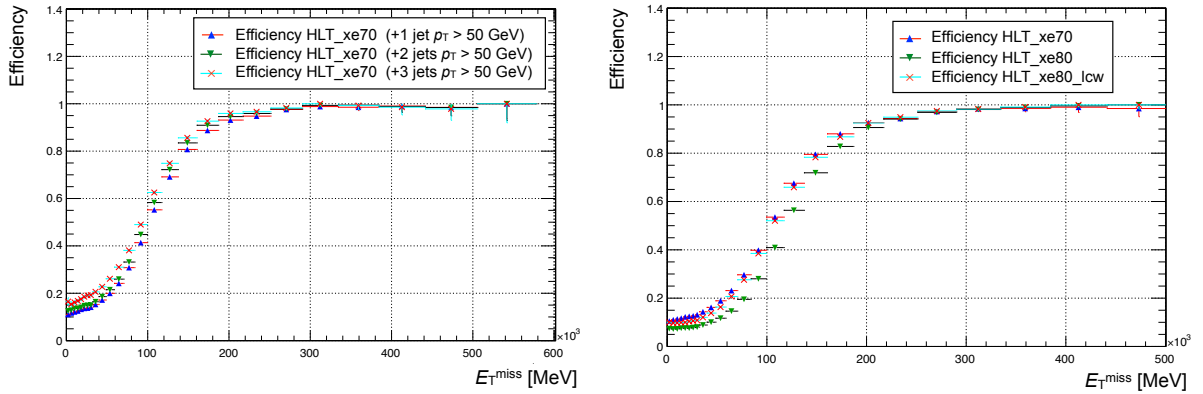 Efficiency
1.4
1.2
1
0.8
0.6
0.4
0.2
0
Efficiency HLT_xe70 (+1 jet pT > 50 GeV)
Efficiency HLT_xe70 (+2 jets pT > 50 GeV)
Efficiency HLT_xe70 (+3 jets pT > 50 GeV)
0 100 200 300 400 500 600
×10³
ETmiss [MeV]
Efficiency
1.4
1.2
1
0.8
0.6
0.4
0.2
0
Efficiency HLT_xe70
Efficiency HLT_xe80
Efficiency HLT_xe80_lcw
0 100 200 300 400 500
×10³
ETmiss [MeV]